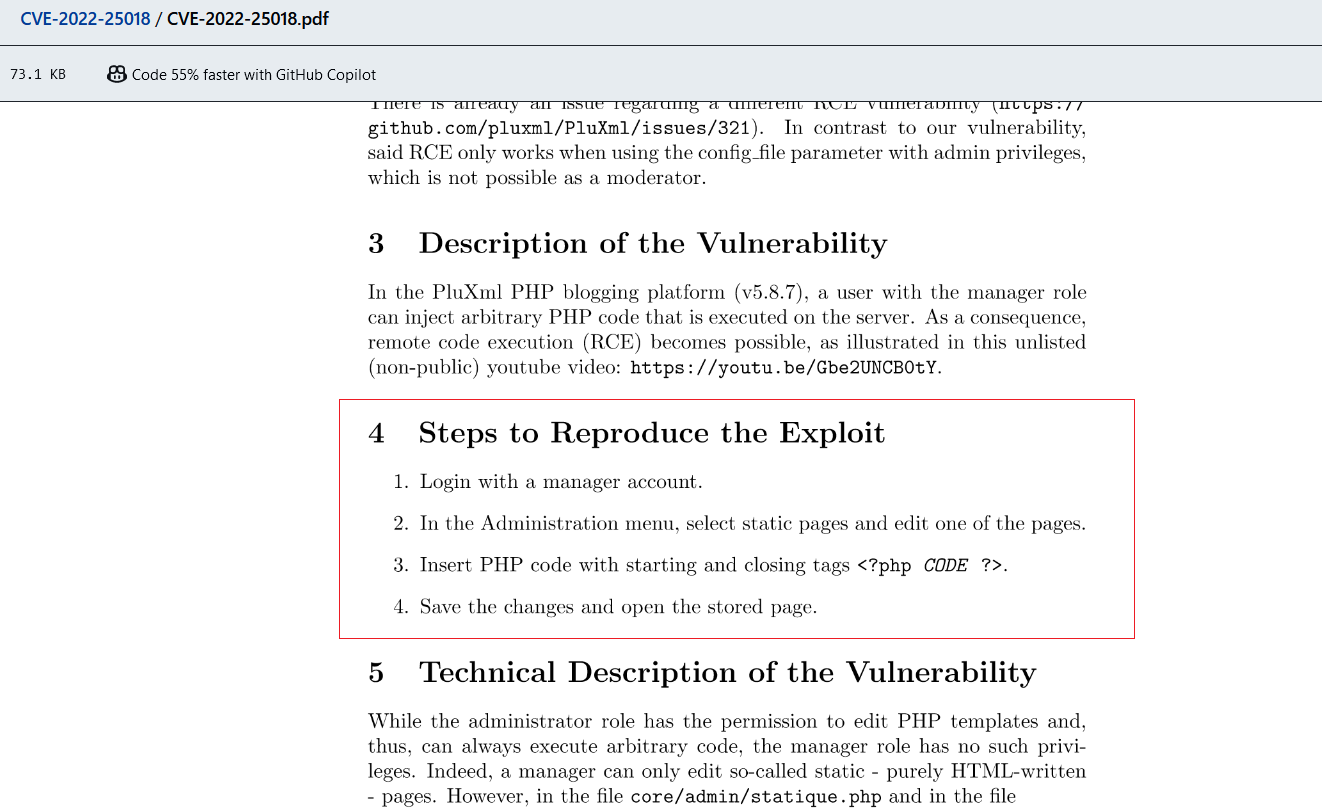 CVE-2022-25018 / CVE-2022-25018.pdf
73.1 KB
Code 55% faster with GitHub Copilot
There is already an issue regarding a different RCE vulnerability (https://
github.com/pluxml/PluXml/issues/321). In contrast to our vulnerability,
said RCE only works when using the config_file parameter with admin privileges,
which is not possible as a moderator.
3 Description of the Vulnerability
In the PluXml PHP blogging platform (v5.8.7), a user with the manager role
can inject arbitrary PHP code that is executed on the server. As a consequence,
remote code execution (RCE) becomes possible, as illustrated in this unlisted
(non-public) youtube video: https://youtu.be/Gbe2UNCB0tY.
4 Steps to Reproduce the Exploit
1. Login with a manager account.
2. In the Administration menu, select static pages and edit one of the pages.
3. Insert PHP code with starting and closing tags <?php CODE ?>.
4. Save the changes and open the stored page.
5 Technical Description of the Vulnerability
While the administrator role has the permission to edit PHP templates and,
thus, can always execute arbitrary code, the manager role has no such privi-
leges. Indeed, a manager can only edit so-called static - purely HTML-written
- pages. However, in the file core/admin/statique.php and in the file